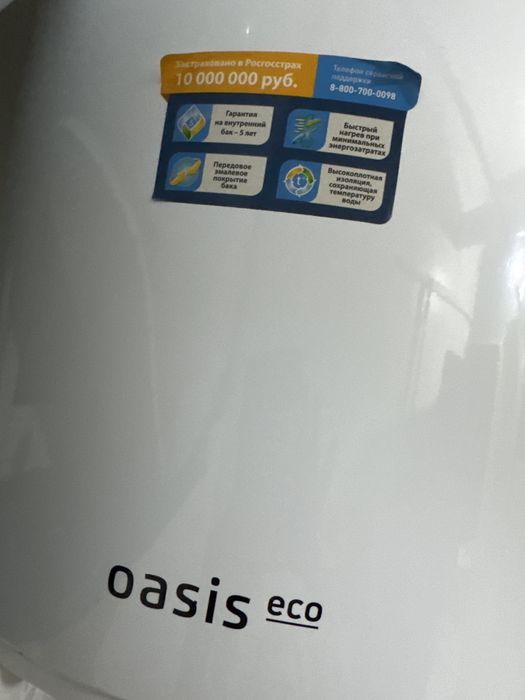 Застраховано в Росгосстрах
10 000 000 руб.
Телефон сервисной
поддержки
8-800-700-0098
Гарантия
на внутренний
бак – 5 лет
Быстрый
нагрев при
минимальных
энергозатратах
Передовое
эмалевое
покрытие
бака
Высокоплотная
изоляция,
сохраняющая
температуру
воды
oasis eco